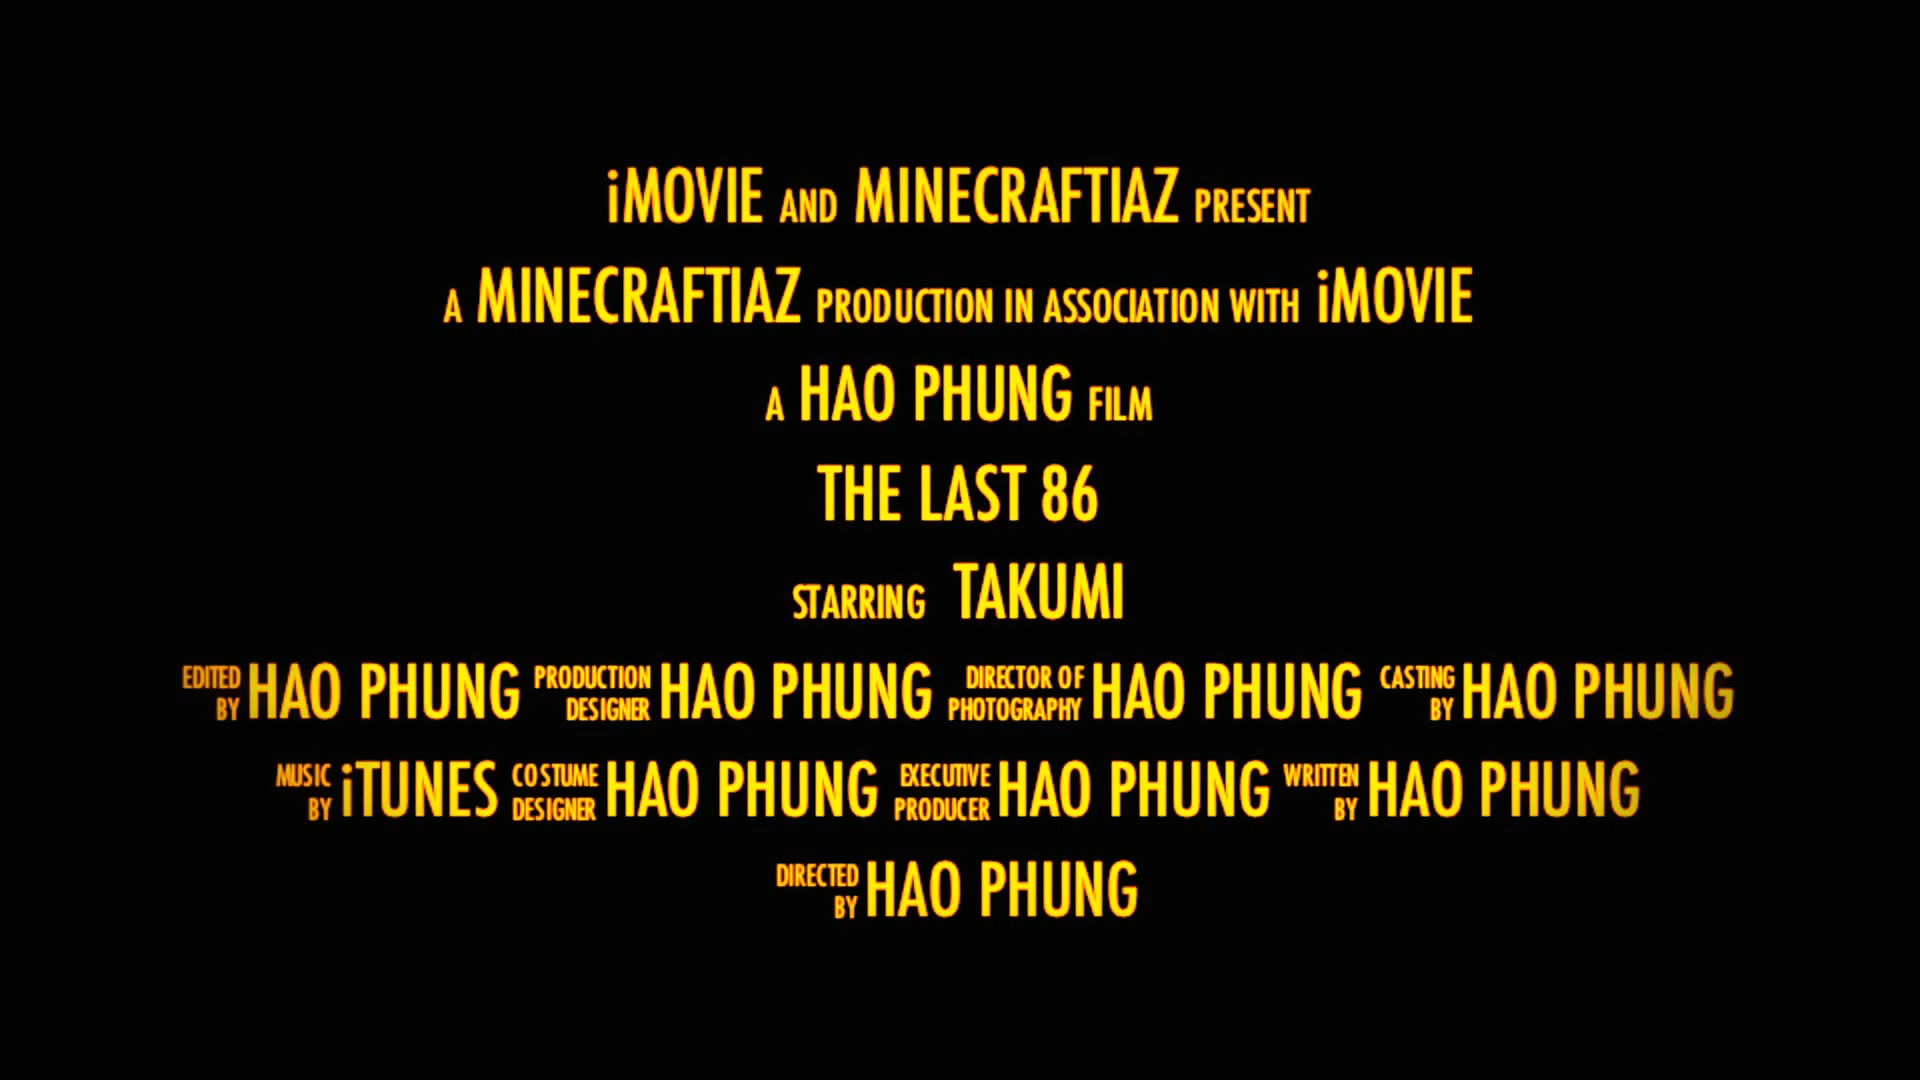 iMOVIE AND MINECRAFTIAZ PRESENT
A MINECRAFTIAZ PRODUCTION IN ASSOCIATION WITH iMOVIE
A HAO PHUNG FILM
THE LAST 86
STARRING TAKUMI
EDITED BY HAO PHUNG PRODUCTION DESIGNER HAO PHUNG DIRECTOR OF PHOTOGRAPHY HAO PHUNG CASTING BY HAO PHUNG
MUSIC BY iTUNES COSTUME DESIGNER HAO PHUNG EXECUTIVE PRODUCER HAO PHUNG WRITTEN BY HAO PHUNG
DIRECTED BY HAO PHUNG